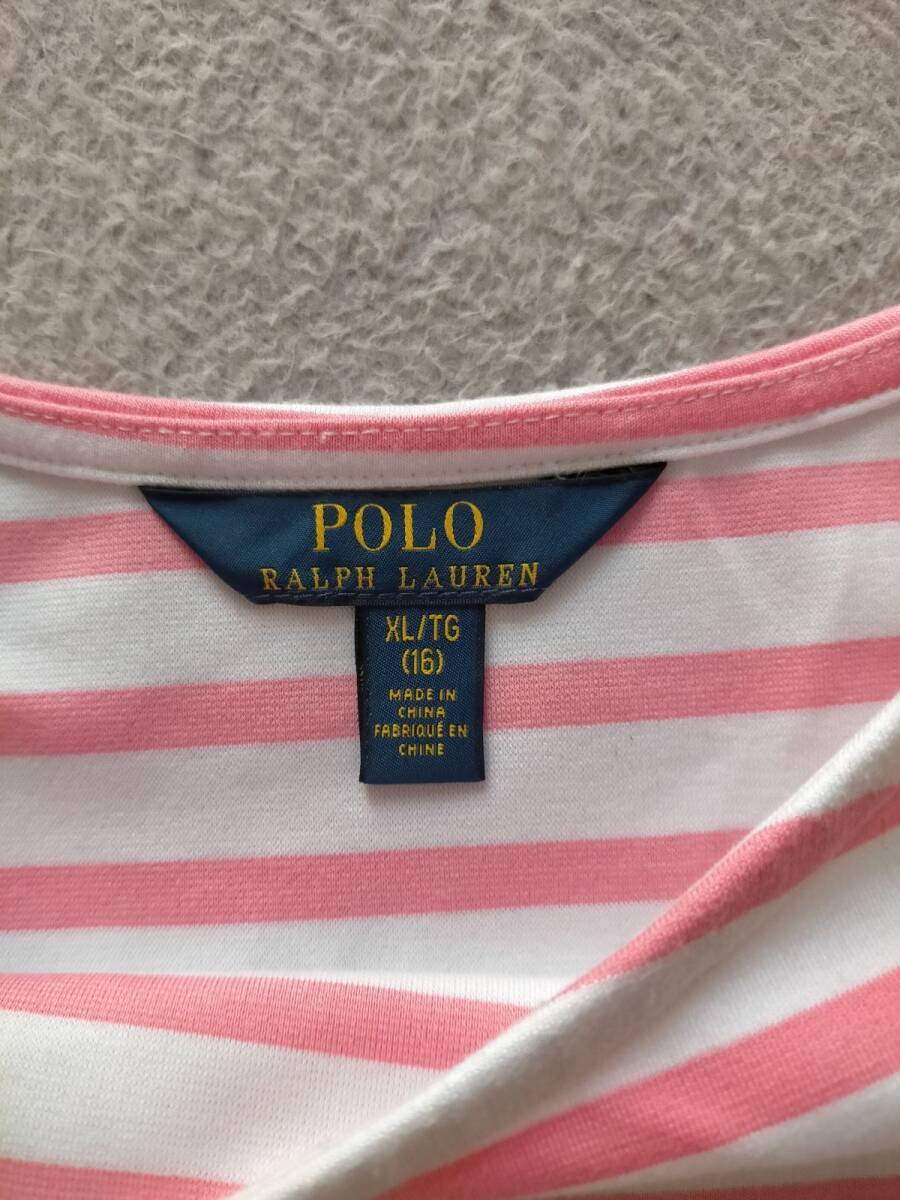 POLO
RALPH LAUREN
XL/TG
(16)
MADE IN
CHINA
FABRIQUÉ EN
CHINE